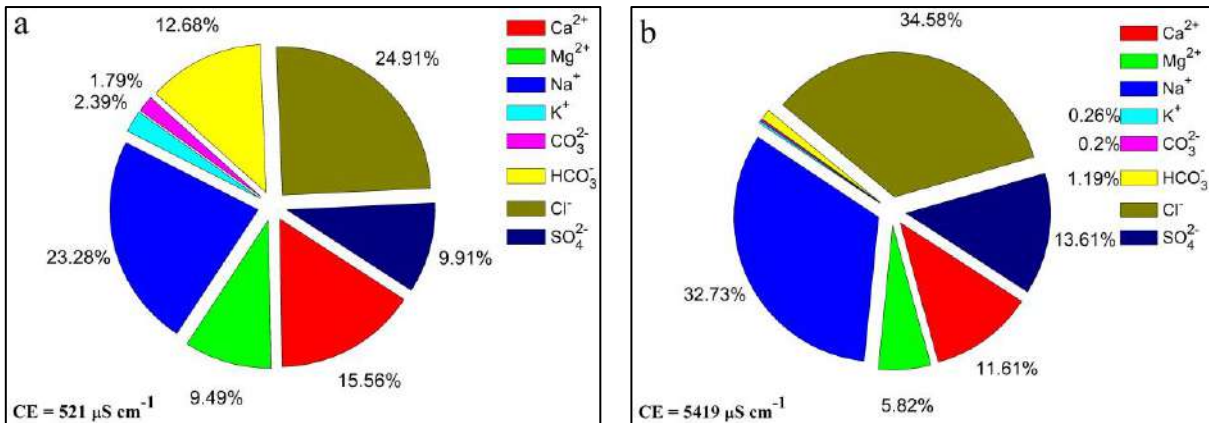 a
12.68%
24.91%
1.79%
2.39%
23.28%
9.91%
9.49%
15.56%
Ca²⁺
Mg²⁺
Na⁺
K⁺
CO₃²⁻
HCO₃⁻
Cl⁻
SO₄²⁻
CE = 521 µS cm⁻¹
b
34.58%
0.26%
0.2%
1.19%
13.61%
32.73%
11.61%
5.82%
Ca²⁺
Mg²⁺
Na⁺
K⁺
CO₃²⁻
HCO₃⁻
Cl⁻
SO₄²⁻
CE = 5419 µS cm⁻¹